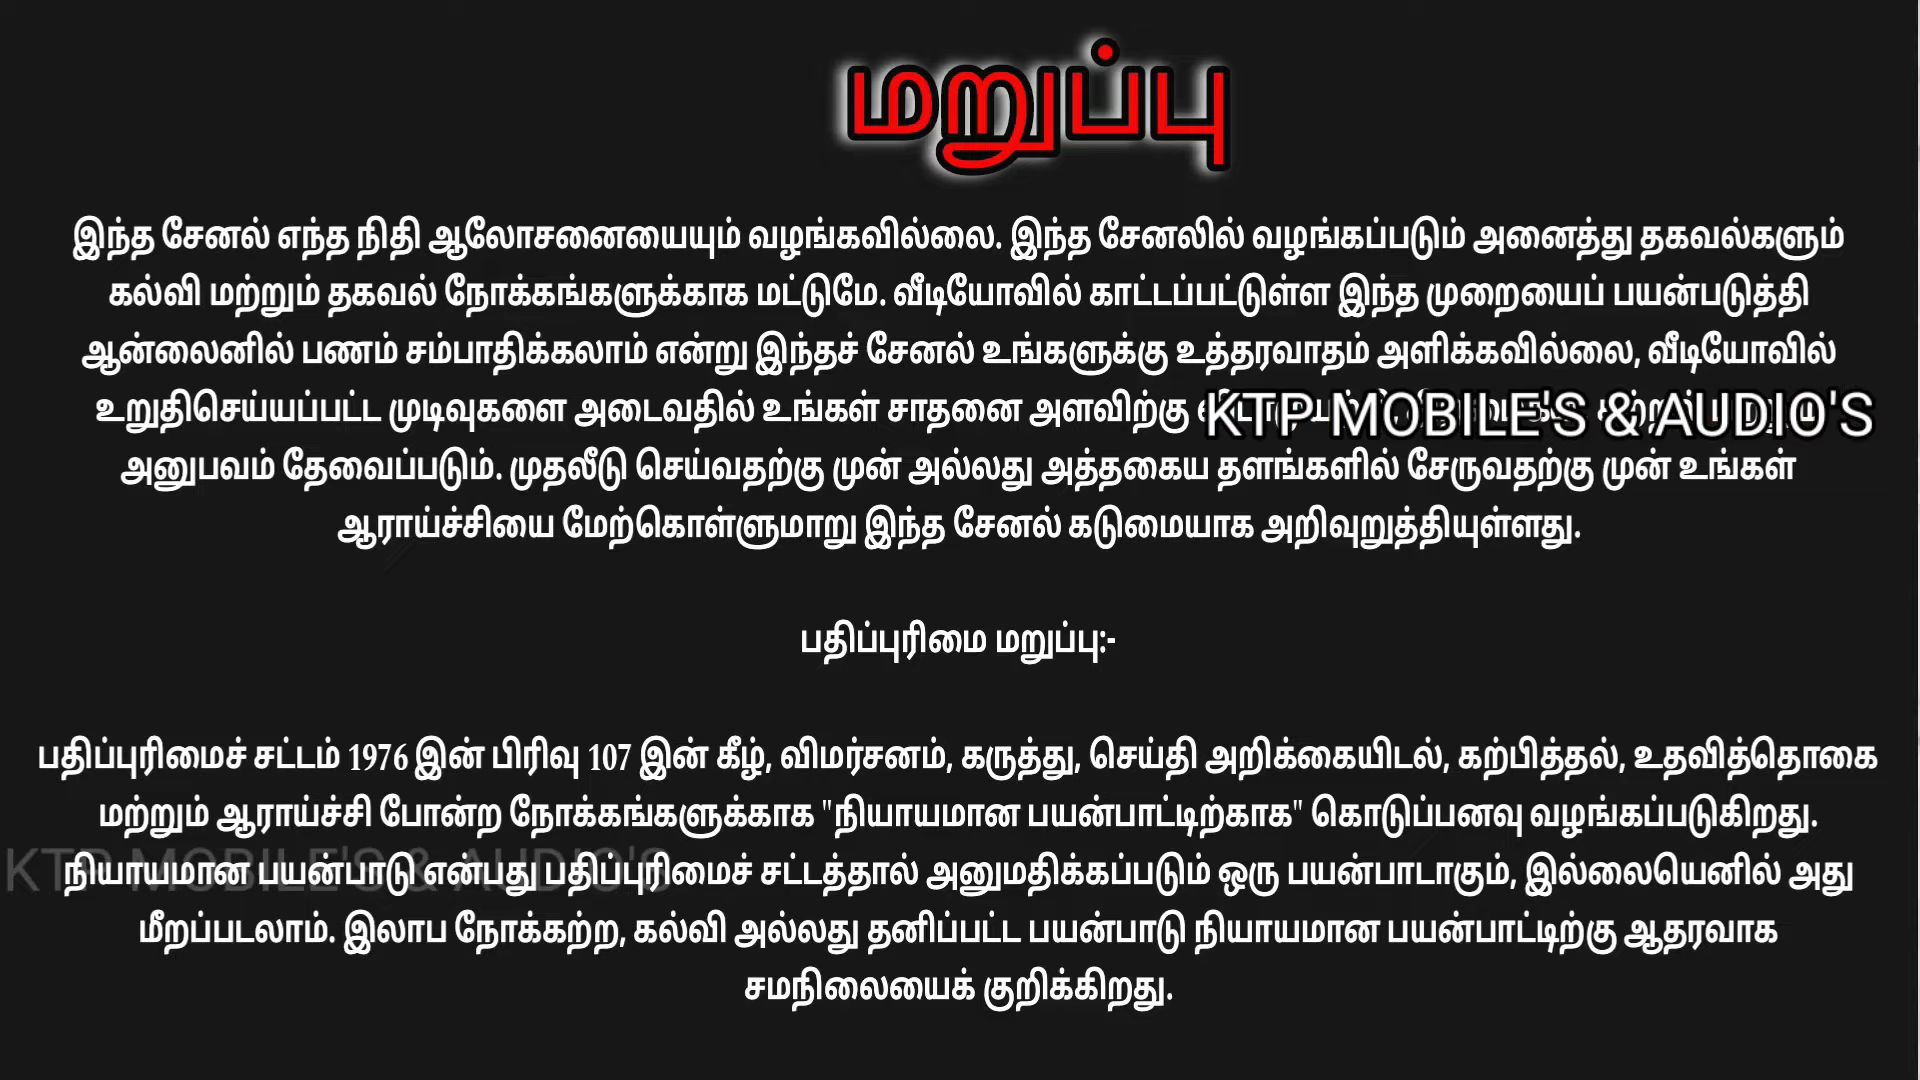 மறுப்பு
இந்த சேனல் எந்த நிதி ஆலோசனையையும் வழங்கவில்லை. இந்த சேனலில் வழங்கப்படும் அனைத்து தகவல்களும்
கல்வி மற்றும் தகவல் நோக்கங்களுக்காக மட்டுமே. வீடியோவில் காட்டப்பட்டுள்ள இந்த முறையைப் பயன்படுத்தி
ஆன்லைனில் பணம் சம்பாதிக்கலாம் என்று இந்தச் சேனல் உங்களுக்கு உத்தரவாதம் அளிக்கவில்லை, வீடியோவில்
உறுதிசெய்யப்பட்ட முடிவுகளை அடைவதில் உங்கள் சாதனை அளவிற்கு
KTP MOBILE'S & AUDIO'S
அனுபவம் தேவைப்படும். முதலீடு செய்வதற்கு முன் அல்லது அத்தகைய தளங்களில் சேருவதற்கு முன் உங்கள்
ஆராய்ச்சியை மேற்கொள்ளுமாறு இந்த சேனல் கடுமையாக அறிவுறுத்தியுள்ளது.
பதிப்புரிமை மறுப்பு:-
பதிப்புரிமைச் சட்டம் 1976 இன் பிரிவு 107 இன் கீழ், விமர்சனம், கருத்து, செய்தி அறிக்கையிடல், கற்பித்தல், உதவித்தொகை
மற்றும் ஆராய்ச்சி போன்ற நோக்கங்களுக்காக "நியாயமான பயன்பாட்டிற்காக" கொடுப்பனவு வழங்கப்படுகிறது.
KTP MOBILE'S & AUDIO'S
நியாயமான பயன்பாடு என்பது பதிப்புரிமைச் சட்டத்தால் அனுமதிக்கப்படும் ஒரு பயன்பாடாகும், இல்லையெனில் அது
மீறப்படலாம். இலாப நோக்கற்ற, கல்வி அல்லது தனிப்பட்ட பயன்பாடு நியாயமான பயன்பாட்டிற்கு ஆதரவாக
சமநிலையைக் குறிக்கிறது.